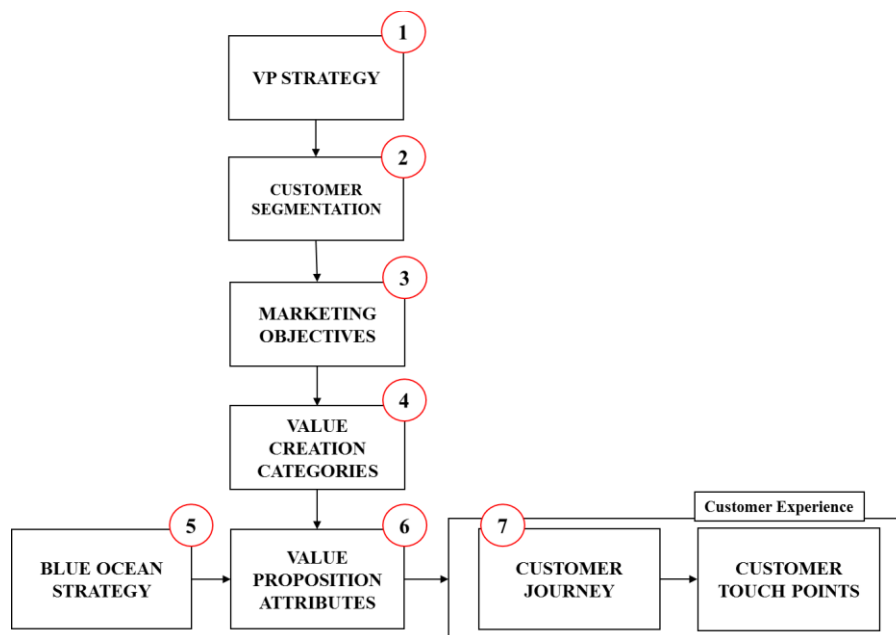 1
VP STRATEGY
2
CUSTOMER
SEGMENTATION
3
MARKETING
OBJECTIVES
4
VALUE
CREATION
CATEGORIES
Customer Experience
5
BLUE OCEAN
STRATEGY
6
VALUE
PROPOSITION
ATTRIBUTES
7
CUSTOMER
JOURNEY
CUSTOMER
TOUCH POINTS